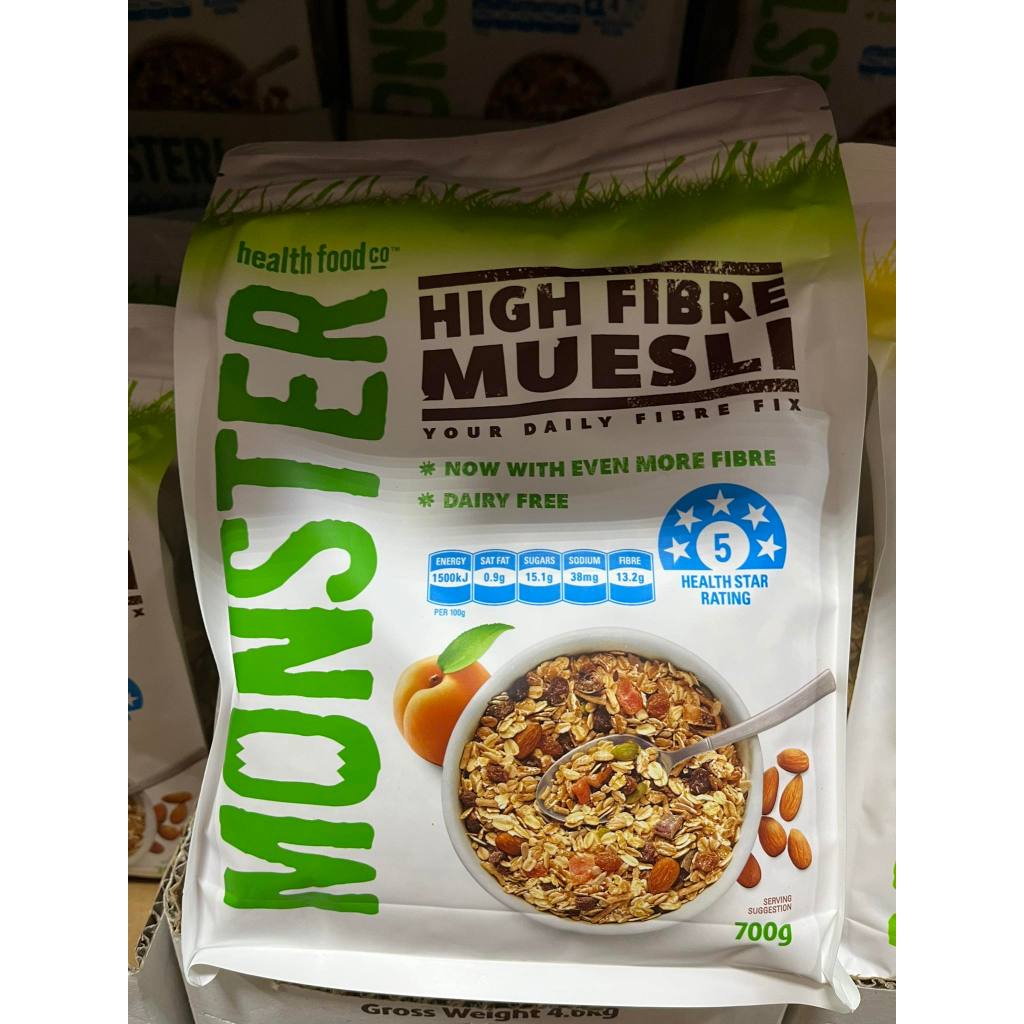 health food co™
MONSTER
HIGH FIBRE
MUESLI
YOUR DAILY FIBRE FIX
* NOW WITH EVEN MORE FIBRE
* DAIRY FREE
ENERGY SAT FAT SUGARS SODIUM FIBRE
1500kJ 0.9g 15.1g 38mg 13.2g
PER 100g
5
HEALTH STAR
RATING
SERVING
SUGGESTION
700g
Gross Weight 4.6kg